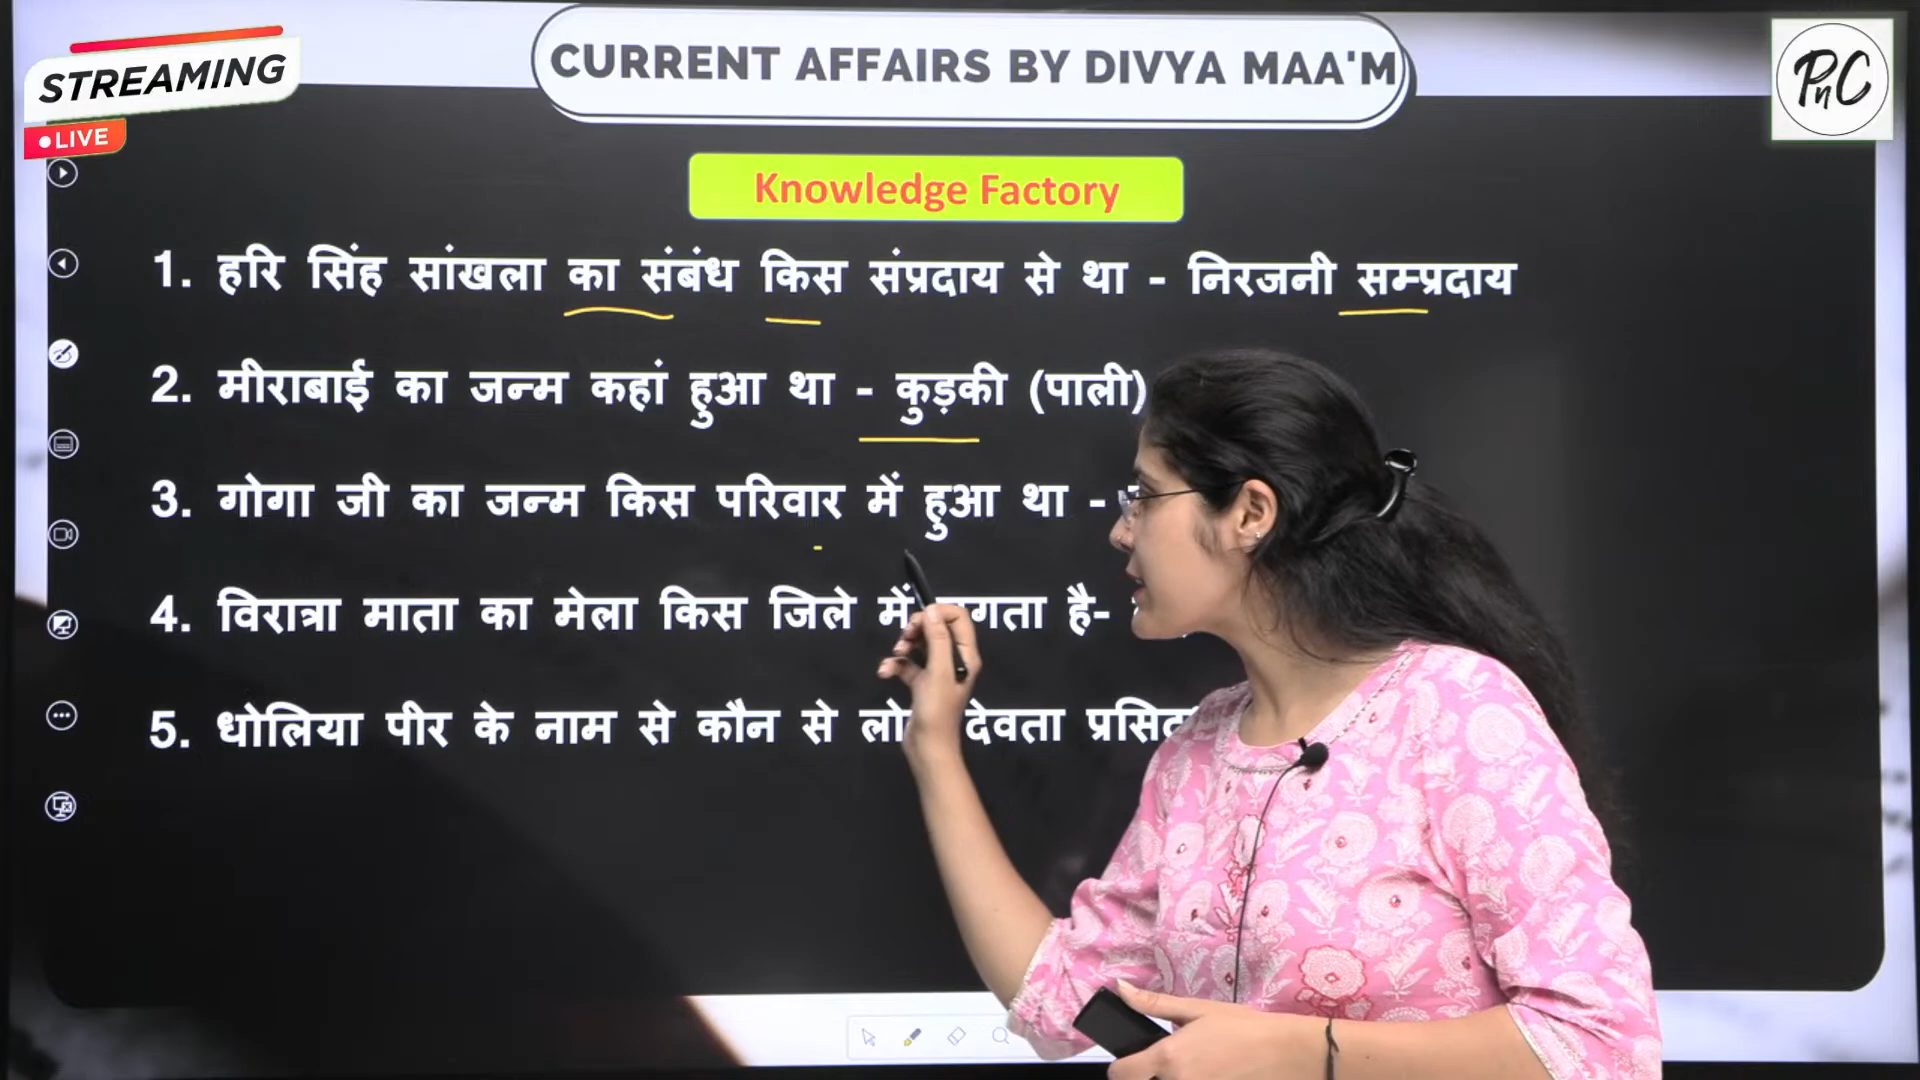 STREAMING
LIVE
CURRENT AFFAIRS BY DIVYA MAA'M
PnC
Knowledge Factory
1. हरि सिंह सांखला का संबंध किस संप्रदाय से था - निरजनी सम्प्रदाय
2. मीराबाई का जन्म कहां हुआ था - कुड़की (पाली)
3. गोगा जी का जन्म किस परिवार में हुआ था -
4. विरात्रा माता का मेला किस जिले में है-
5. धोलिया पीर के नाम से कौन से देवता